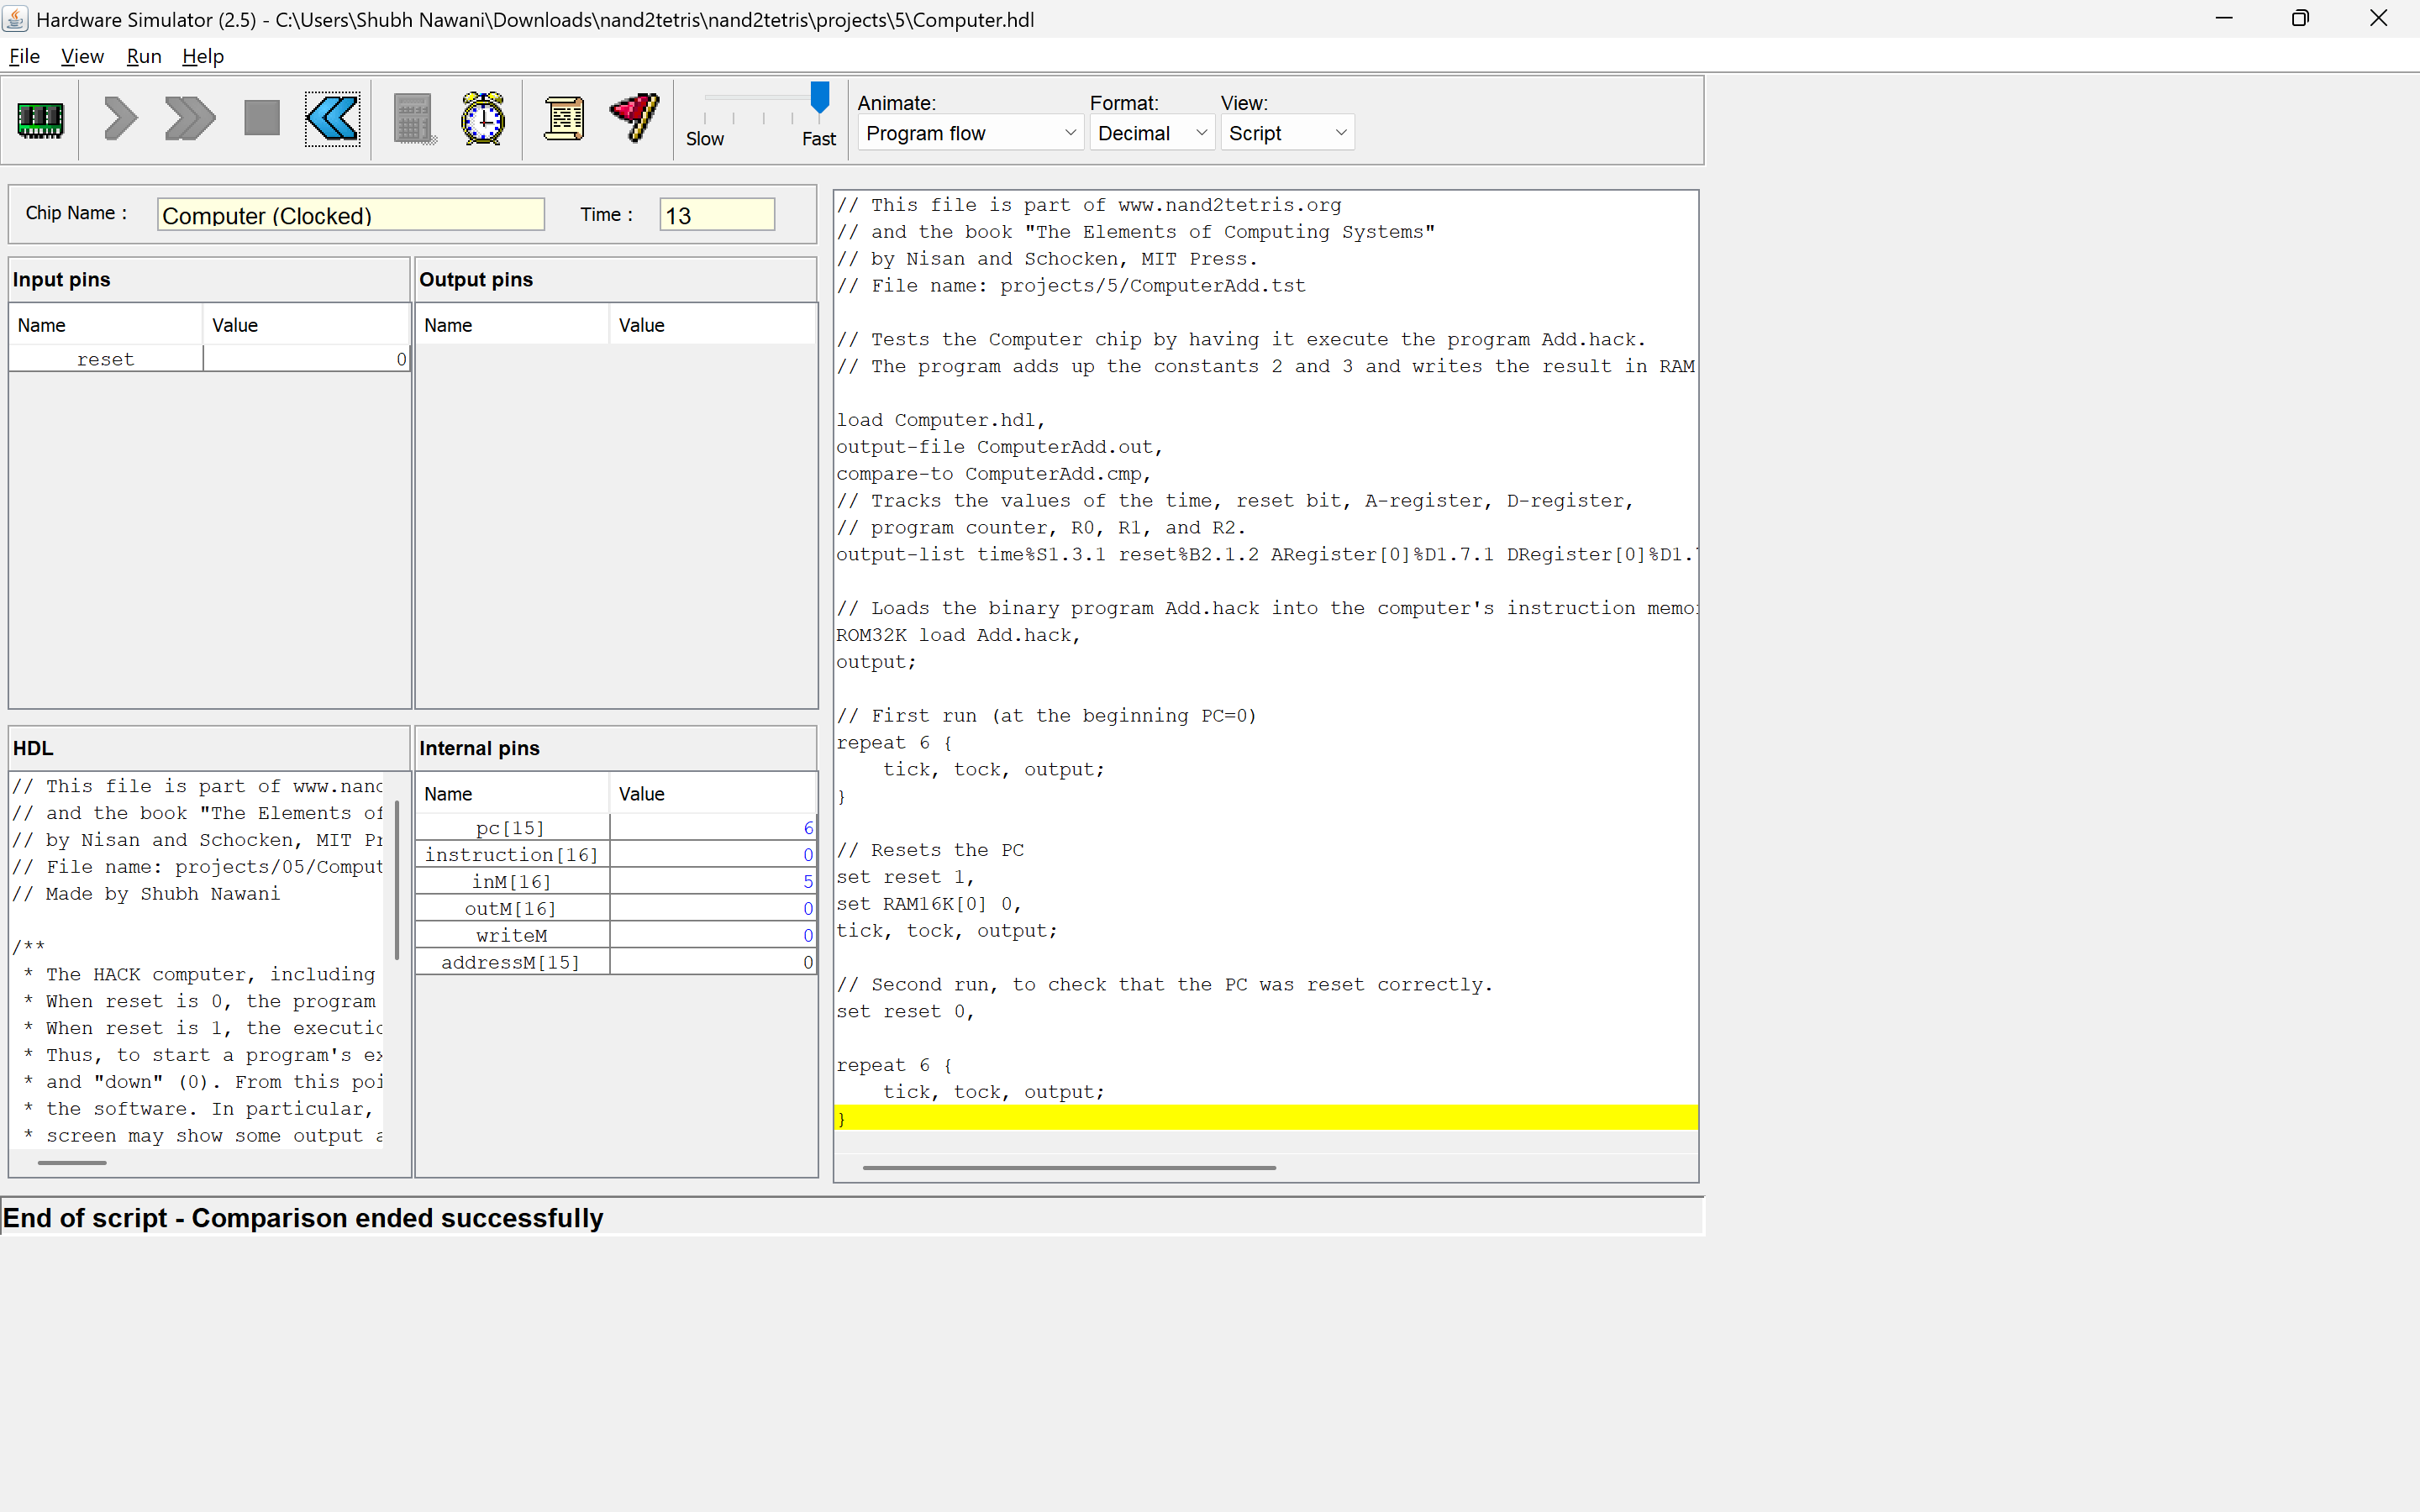 Hardware Simulator (2.5) - C:\Users\Shubh Nawani\Downloads\nand2tetris\nand2tetris\projects\5\Computer.hdl
File View Run Help
Slow Fast
Animate: Format: View:
Program flow Decimal Script
Chip Name : Computer (Clocked) Time : 13
Input pins
Name Value
reset 0
Output pins
Name Value
HDL
// This file is part of www.nand
// and the book "The Elements of
// by Nisan and Schocken, MIT Pr
// File name: projects/05/Comput
// Made by Shubh Nawani
/**
* The HACK computer, including
* When reset is 0, the program
* When reset is 1, the executio
* Thus, to start a program's ex
* and "down" (0). From this poi
* the software. In particular,
* screen may show some output a
Internal pins
Name Value
pc[15] 6
instruction[16] 0
inM[16] 5
outM[16] 0
writeM 0
addressM[15] 0
// This file is part of www.nand2tetris.org
// and the book "The Elements of Computing Systems"
// by Nisan and Schocken, MIT Press.
// File name: projects/5/ComputerAdd.tst
// Tests the Computer chip by having it execute the program Add.hack.
// The program adds up the constants 2 and 3 and writes the result in RAM
load Computer.hdl,
output-file ComputerAdd.out,
compare-to ComputerAdd.cmp,
// Tracks the values of the time, reset bit, A-register, D-register,
// program counter, R0, R1, and R2.
output-list time%S1.3.1 reset%B2.1.2 ARegister[0]%D1.7.1 DRegister[0]%D1.
// Loads the binary program Add.hack into the computer's instruction memo
ROM32K load Add.hack,
output;
// First run (at the beginning PC=0)
repeat 6 {
tick, tock, output;
}
// Resets the PC
set reset 1,
set RAM16K[0] 0,
tick, tock, output;
// Second run, to check that the PC was reset correctly.
set reset 0,
repeat 6 {
tick, tock, output;
}
End of script - Comparison ended successfully